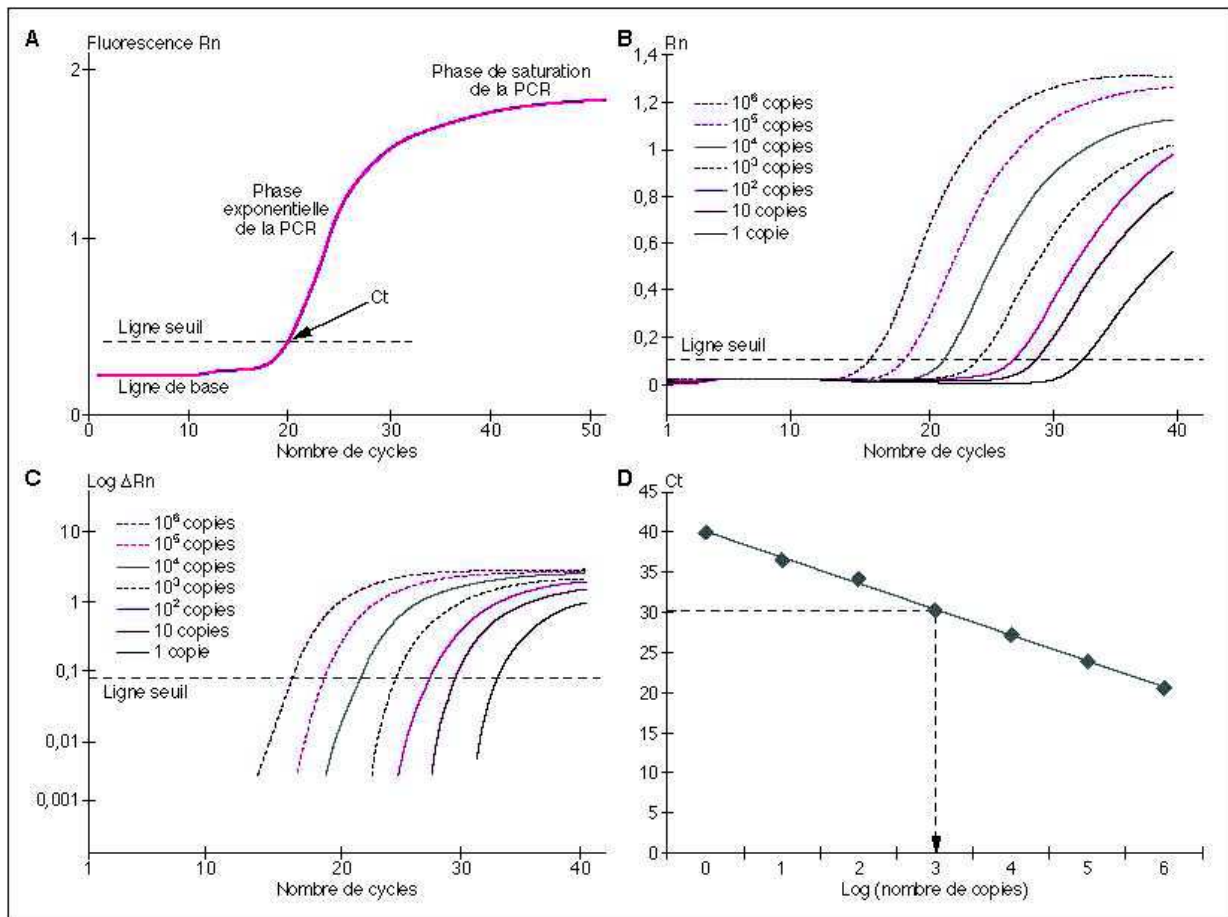 A
Fluorescence Rn
2
1
0
Phase de saturation
de la PCR
Phase
exponentielle
de la PCR
Ct
Ligne seuil
Ligne de base
0 10 20 30 40 50
Nombre de cycles
B
Rn
1,4
1,2
1
0,8
0,6
0,4
0,2
0
10⁶ copies
10⁵ copies
10⁴ copies
10³ copies
10² copies
10 copies
1 copie
Ligne seuil
1 10 20 30 40
Nombre de cycles
C
Log ΔRn
10
1
0,1
0,01
0,001
10⁶ copies
10⁵ copies
10⁴ copies
10³ copies
10² copies
10 copies
1 copie
Ligne seuil
1 10 20 30 40
Nombre de cycles
D
Ct
45
40
35
30
25
20
15
10
5
0
0 1 2 3 4 5 6
Log (nombre de copies)